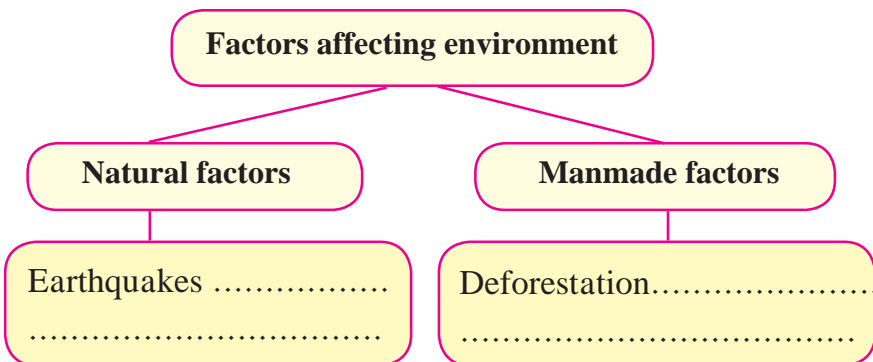 Factors affecting environment
Natural factors
Manmade factors
Earthquakes .................
.................................
Deforestation......................
......................................